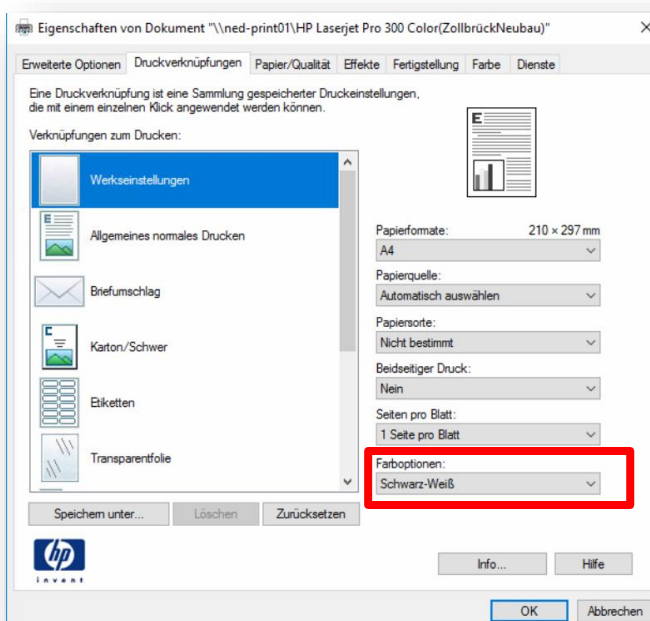 Eigenschaften von Dokument "\\ned-print01\HP Laserjet Pro 300 Color(ZollbrückNeubau)"
Erweiterte Optionen Druckverknüpfungen Papier/Qualität Effekte Fertigstellung Farbe Dienste
Eine Druckverknüpfung ist eine Sammlung gespeicherter Druckeinstellungen,
die mit einem einzelnen Klick angewendet werden können.
Verknüpfungen zum Drucken:
Werkseinstellungen
Allgemeines normales Drucken
Briefumschlag
Karton/Schwer
Etiketten
Transparentfolie
Speichern unter... Löschen Zurücksetzen
E
Papierformate: 210 × 297 mm
A4
Papierquelle:
Automatisch auswählen
Papiersorte:
Nicht bestimmt
Beidseitiger Druck:
Nein
Seiten pro Blatt:
1 Seite pro Blatt
Farboptionen:
Schwarz-Weiß
hp
invent
Info... Hilfe
OK Abbrechen